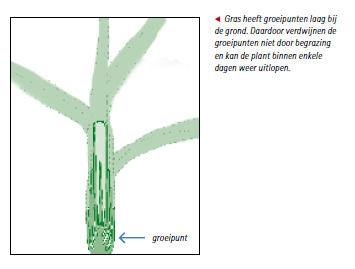 ◄ Gras heeft groeipunten laag bij
de grond. Daardoor verdwijnen de
groeipunten niet door begrazing
en kan de plant binnen enkele
dagen weer uitlopen.
groeipunt